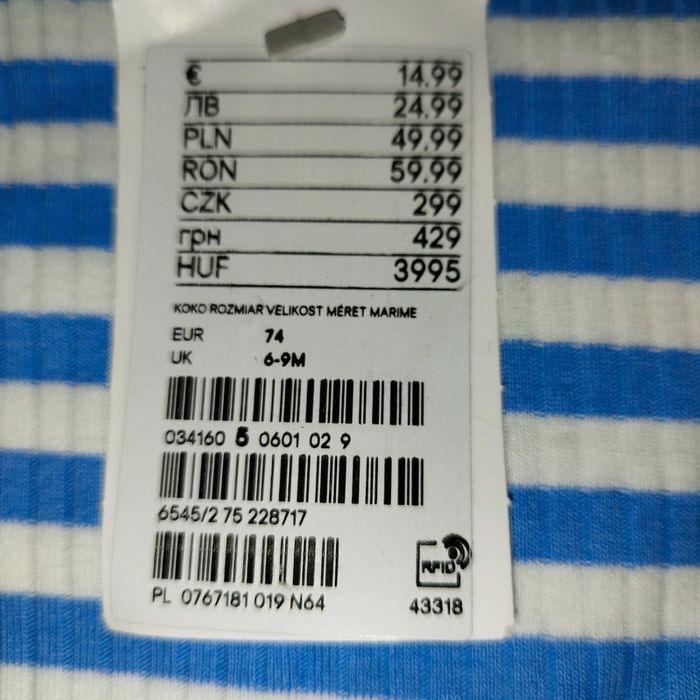 € 14.99
ЛВ 24.99
PLN 49.99
RON 59.99
CZK 299
грн 429
HUF 3995
KOKO ROZMIAR VELIKOST MÉRET MARIME
EUR 74
UK 6-9M
034160 5 0601 02 9
6545/2 75 228717
RFID
PL 0767181 019 N64
43318